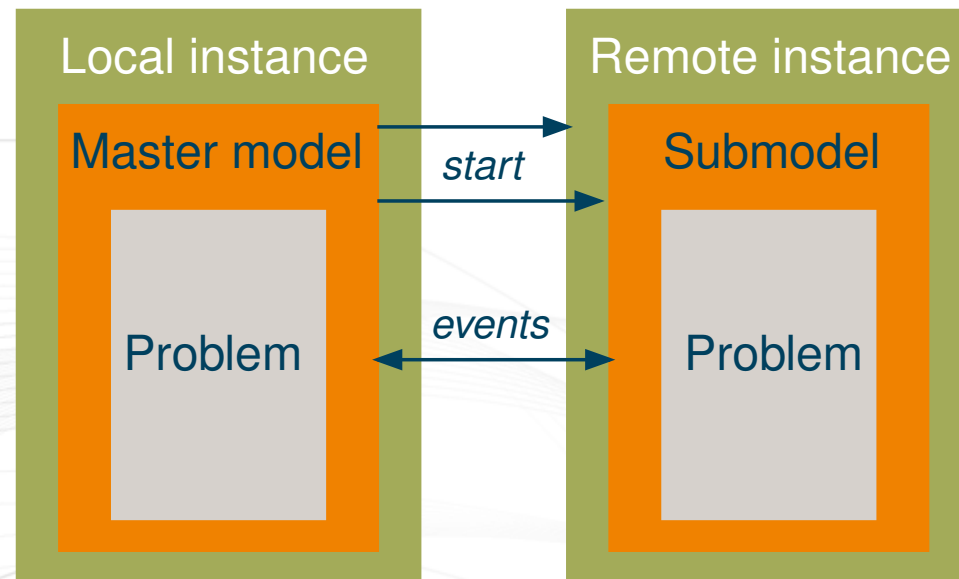 Local instance
Remote instance
Master model
start
Submodel
events
Problem
Problem